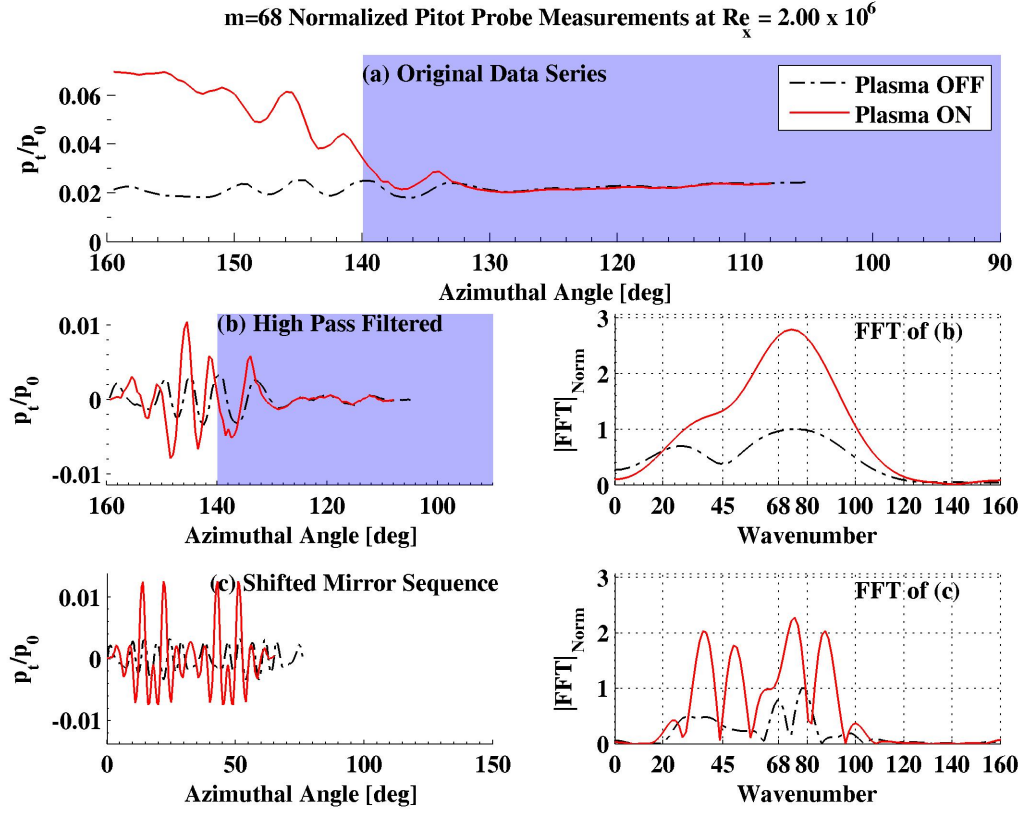 m=68 Normalized Pitot Probe Measurements at Re_x = 2.00 x 10^6
(a) Original Data Series
Plasma OFF
Plasma ON
p_t/p_0
0.06
0.04
0.02
0
160 150 140 130 120 110 100 90
Azimuthal Angle [deg]
(b) High Pass Filtered
p_t/p_0
0.01
0
-0.01
160 140 120 100
Azimuthal Angle [deg]
FFT of (b)
|FFT|_Norm
3
2
1
0
0 20 45 68 80 100 120 140 160
Wavenumber
(c) Shifted Mirror Sequence
p_t/p_0
0.01
0
-0.01
0 50 100 150
Azimuthal Angle [deg]
FFT of (c)
|FFT|_Norm
3
2
1
0
0 20 45 68 80 100 120 140 160
Wavenumber